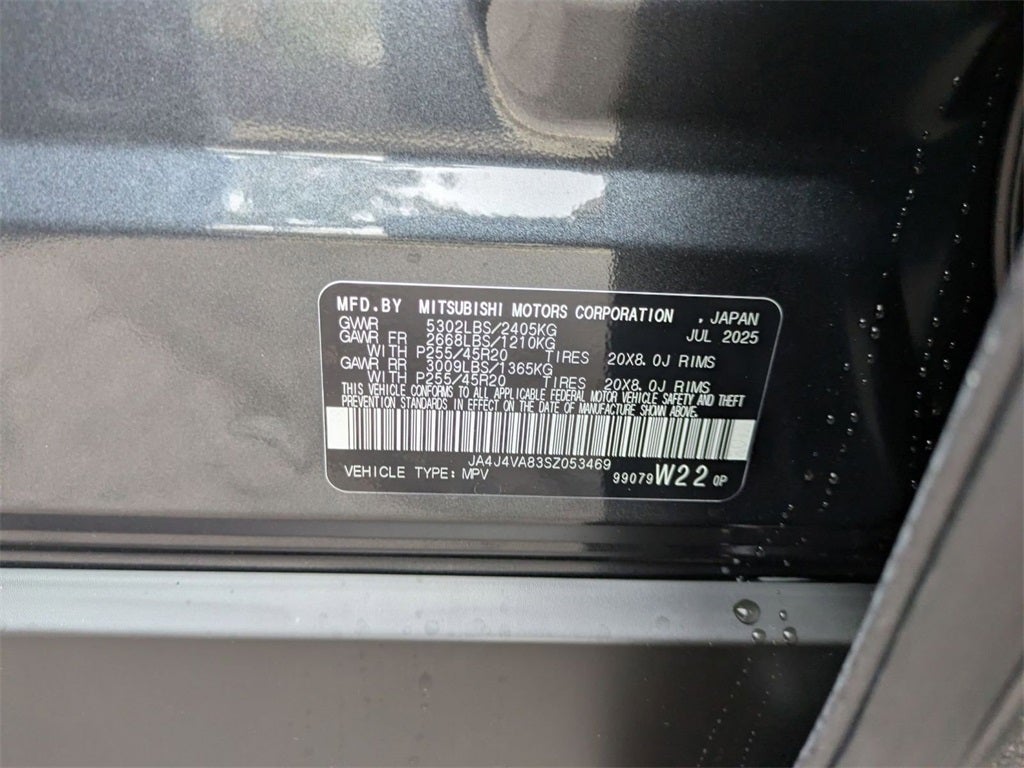 MFD.BY MITSUBISHI MOTORS CORPORATION , JAPAN
GVWR 5302LBS/2405KG JUL 2025
GAWR FR 2668LBS/1210KG
WITH P255/45R20 TIRES 20X8.0J RIMS
GAWR RR 3009LBS/1365KG
WITH P255/45R20 TIRES 20X8.0J RIMS
THIS VEHICLE CONFORMS TO ALL APPLICABLE FEDERAL MOTOR VEHICLE SAFETY AND THEFT
PREVENTION STANDARDS IN EFFECT ON THE DATE OF MANUFACTURE SHOWN ABOVE.
JA4J4VA83SZ053469
VEHICLE TYPE: MPV 99079 W22 0P